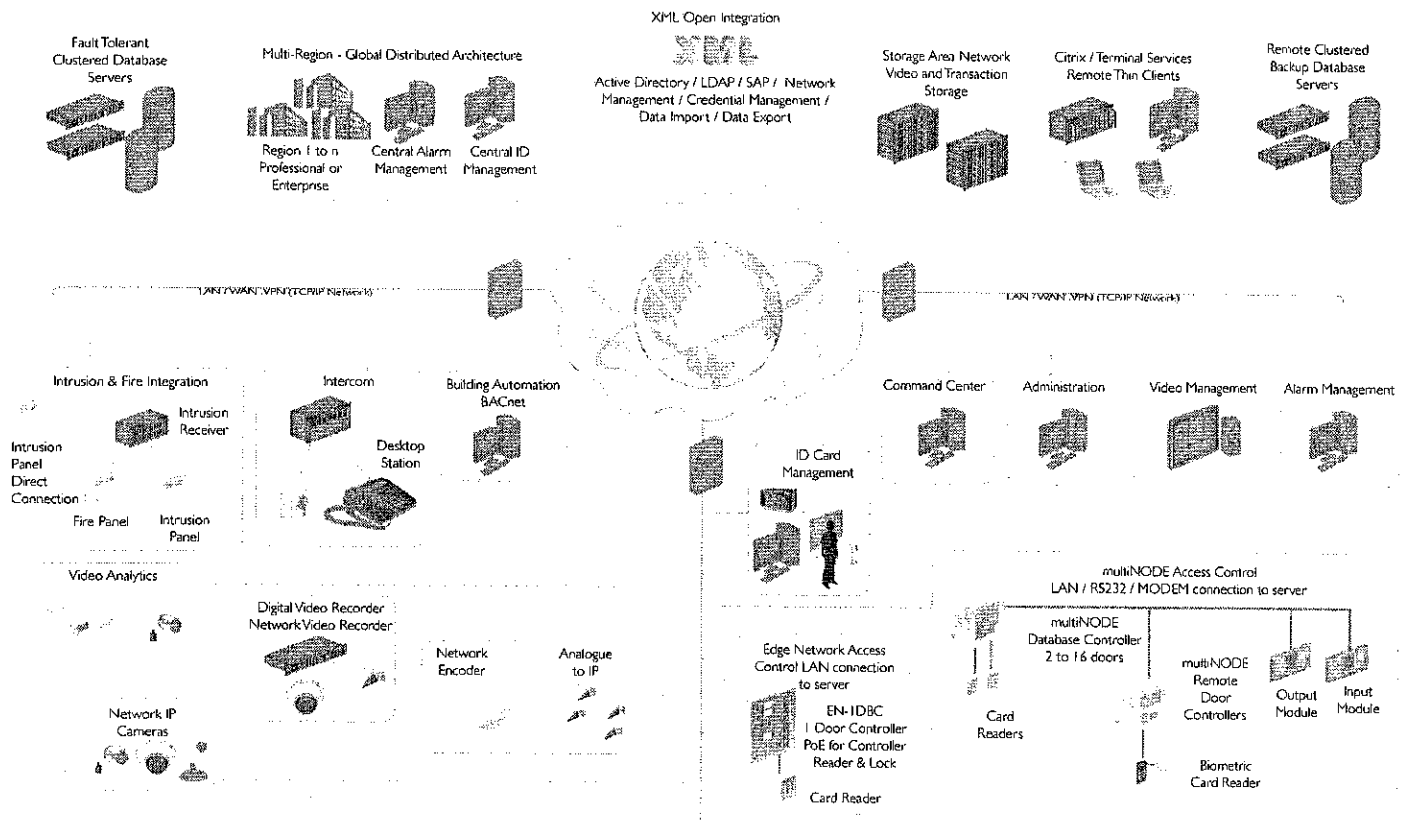 XML Open Integration
Active Directory / LDAP / SAP / Network
Management / Credential Management /
Data Import / Data Export
Fault Tolerant
Clustered Database
Servers
Multi-Region - Global Distributed Architecture
Region 1 to n
Professional or
Enterprise
Central Alarm
Management
Central ID
Management
Storage Area Network
Video and Transaction
Storage
Citrix / Terminal Services
Remote Thin Clients
Remote Clustered
Backup Database
Servers
LAN / WAN VPN (TCP/IP Network)
LAN / WAN VPN (TCP/IP Network)
Intrusion & Fire Integration
Intrusion
Receiver
Intrusion
Panel
Direct
Connection
Fire Panel
Intrusion
Panel
Intercom
Desktop
Station
Building Automation
BACnet
Command Center
Administration
Video Management
Alarm Management
ID Card
Management
Video Analytics
Network IP
Cameras
Digital Video Recorder
Network Video Recorder
Network
Encoder
Analogue
to IP
Edge Network Access
Control LAN connection
to server
EN-1DBC
1 Door Controller
PoE for Controller
Reader & Lock
Card Reader
multiNODE Access Control
LAN / RS232 / MODEM connection to server
multiNODE
Database Controller
2 to 16 doors
Card
Readers
multiNODE
Remote
Door
Controllers
Output
Module
Input
Module
Biometric
Card Reader